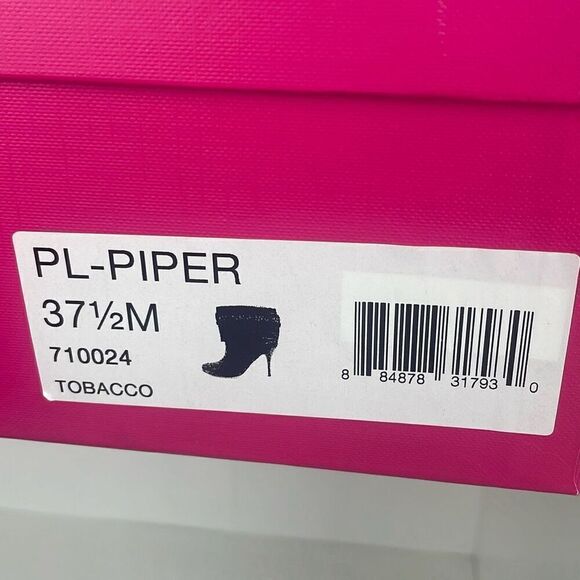 PL-PIPER
37½M
710024
TOBACCO
8 84878 31793 0